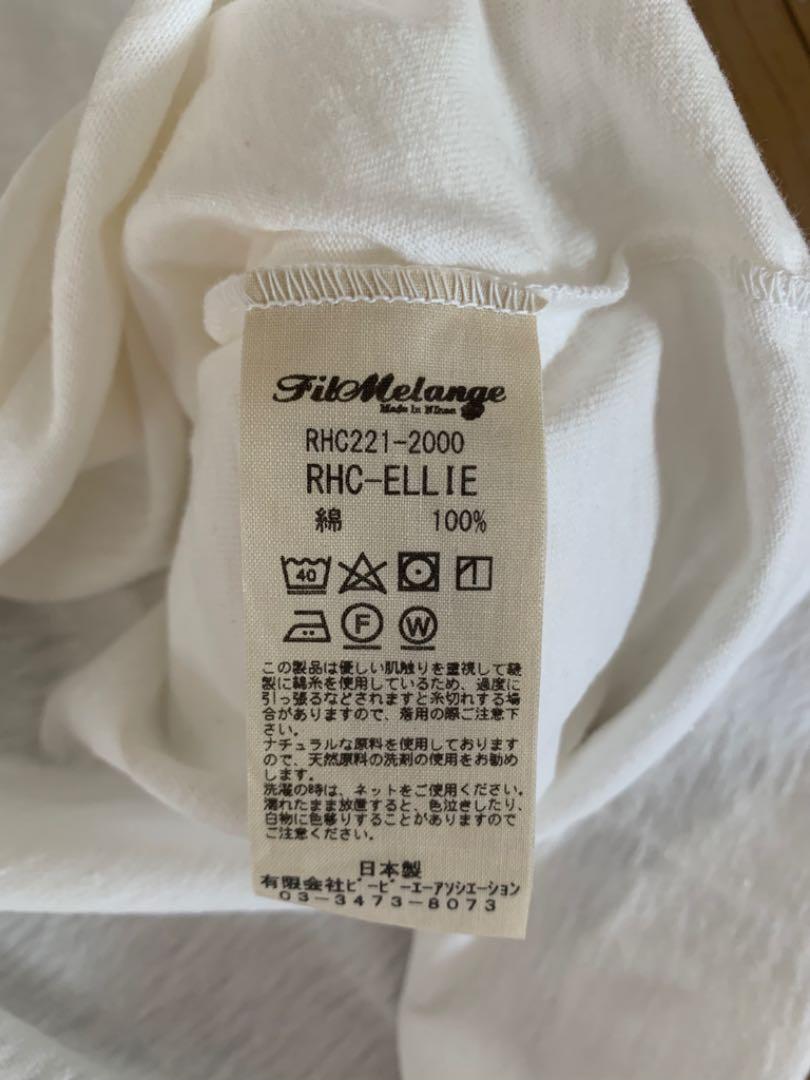 FilMelange
Made in Nihon
RHC221-2000
RHC-ELLIE
綿 100%
40
F W
この製品は優しい肌触りを重視して縫
製に綿糸を使用しているため、過度に
引っ張るなどされますと糸切れする場
合がありますので、着用の際ご注意下
さい。
ナチュラルな原料を使用しております
ので、天然原料の洗剤の使用をお勧め
します。
洗濯の時は、ネットをご使用ください。
濡れたまま放置すると、色泣きしたり、
白物に色移りすることがありますので
ご注意ください。
日本製
有限会社ビーピーエーアソシエーション
03-3473-8073